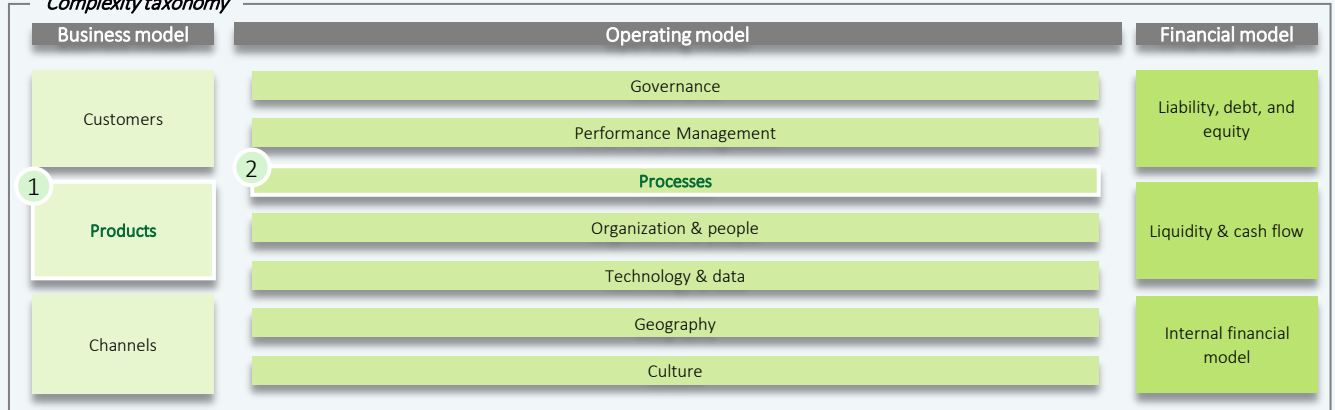 Complexity taxonomy
Business model
Operating model
Financial model
Customers
1
Products
Channels
Governance
Performance Management
2
Processes
Organization & people
Technology & data
Geography
Culture
Liability, debt, and
equity
Liquidity & cash flow
Internal financial
model